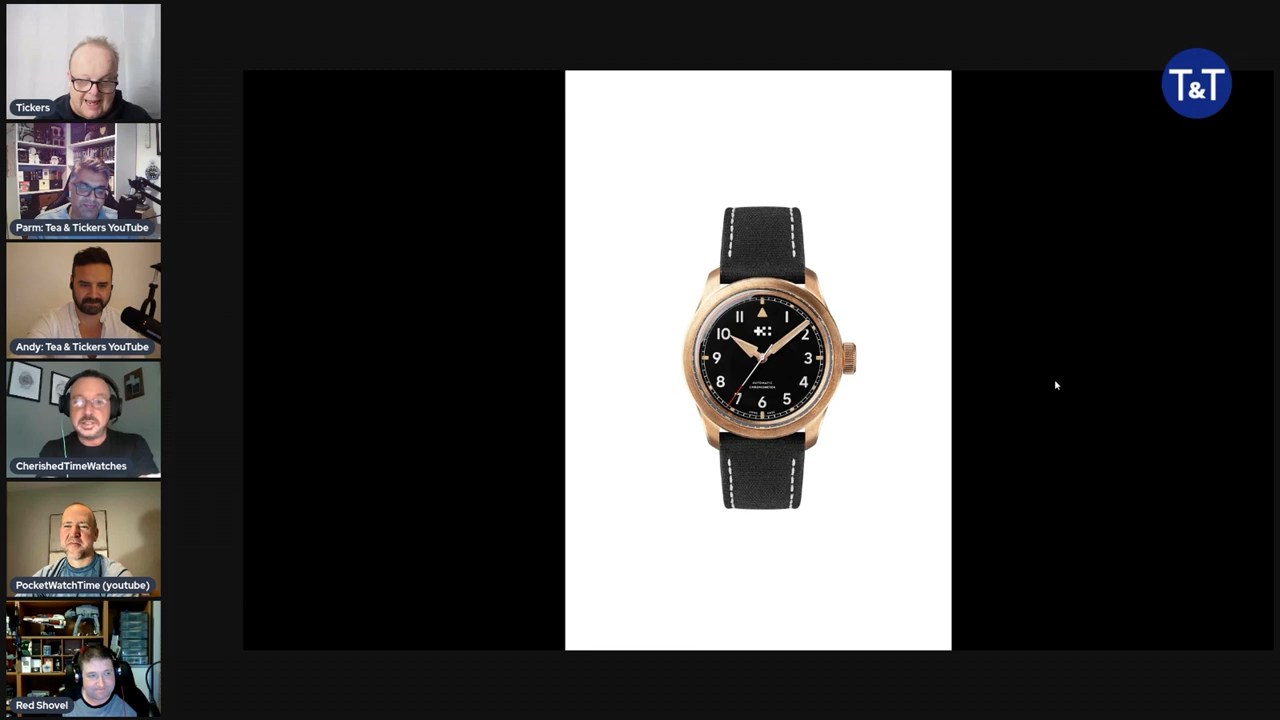 Tickers
Parm: Tea & Tickers YouTube
Andy: Tea & Tickers YouTube
CherishedTimeWatches
PocketWatchTime (youtube)
Red Shovel
T&T
11
1
10
2
9
3
8
4
7
6
5
AUTOMATIC
CHRONOMETER